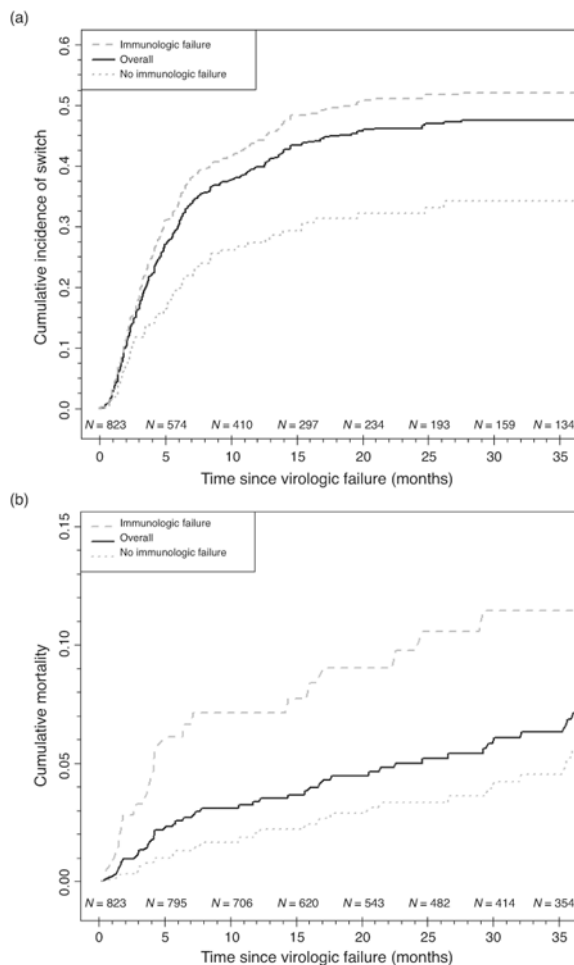 (a)
0.6
0.5
0.4
0.3
0.2
0.1
0.0
Cumulative incidence of switch
Immunologic failure
Overall
No immunologic failure
N = 823 N = 574 N = 410 N = 297 N = 234 N = 193 N = 159 N = 134
0 5 10 15 20 25 30 35
Time since virologic failure (months)
(b)
0.15
0.10
0.05
0.00
Cumulative mortality
Immunologic failure
Overall
No immunologic failure
N = 823 N = 795 N = 706 N = 620 N = 543 N = 482 N = 414 N = 354
0 5 10 15 20 25 30 35
Time since virologic failure (months)